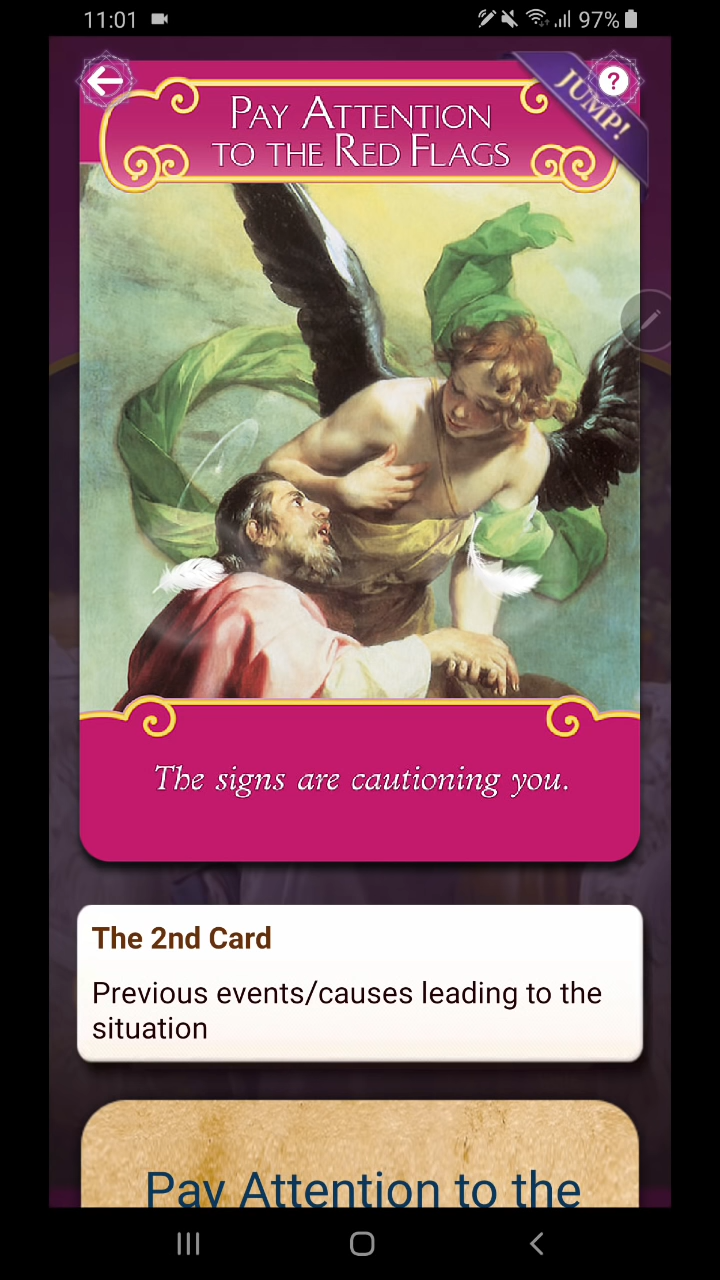 11:01
97%
PAY ATTENTION
TO THE RED FLAGS
JUMP!
?
The signs are cautioning you.
The 2nd Card
Previous events/causes leading to the
situation
Pay Attention to the